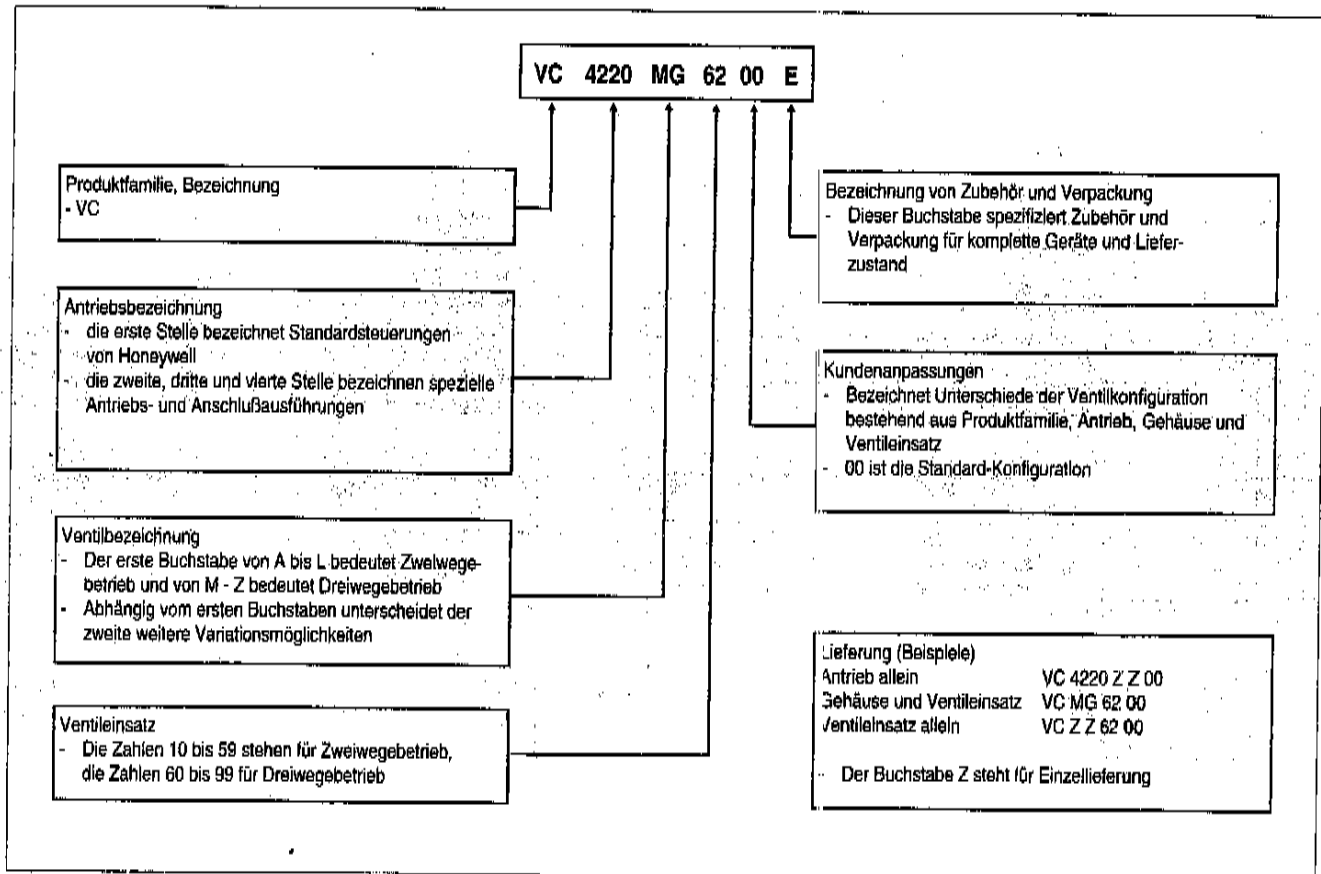 VC 4220 MG 62 00 E
Produktfamilie, Bezeichnung
- VC
Antriebsbezeichnung
- die erste Stelle bezeichnet Standardsteuerungen
von Honeywell
- die zweite, dritte und vierte Stelle bezeichnen spezielle
Antriebs- und Anschlußausführungen
Ventilbezeichnung
- Der erste Buchstabe von A bis L bedeutet Zweiwege-
betrieb und von M - Z bedeutet Dreiwegebetrieb
- Abhängig vom ersten Buchstaben unterscheidet der
zweite weitere Variationsmöglichkeiten
Ventileinsatz
- Die Zahlen 10 bis 59 stehen für Zweiwegebetrieb,
die Zahlen 60 bis 99 für Dreiwegebetrieb
Bezeichnung von Zubehör und Verpackung
- Dieser Buchstabe spezifiziert Zubehör und
Verpackung für komplette Geräte und Liefer-
zustand
Kundenanpassungen
- Bezeichnet Unterschiede der Ventilkonfiguration
bestehend aus Produktfamilie, Antrieb, Gehäuse und
Ventileinsatz
- 00 ist die Standard-Konfiguration
Lieferung (Beispiele)
Antrieb allein VC 4220 Z Z 00
Gehäuse und Ventileinsatz VC MG 62 00
Ventileinsatz allein VC Z Z 62 00
- Der Buchstabe Z steht für Einzellieferung